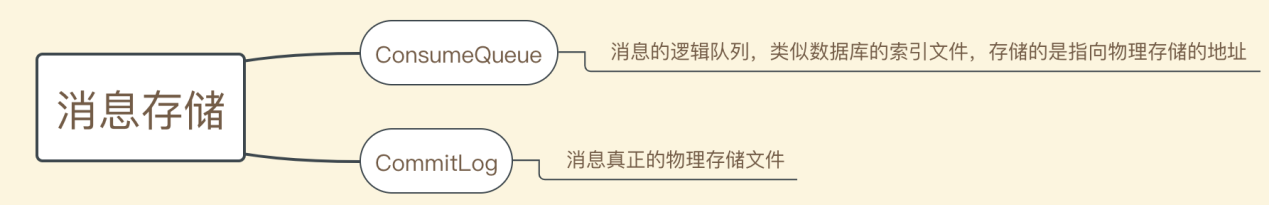 消息存储
ConsumeQueue
消息的逻辑队列，类似数据库的索引文件，存储的是指向物理存储的地址
CommitLog
消息真正的物理存储文件